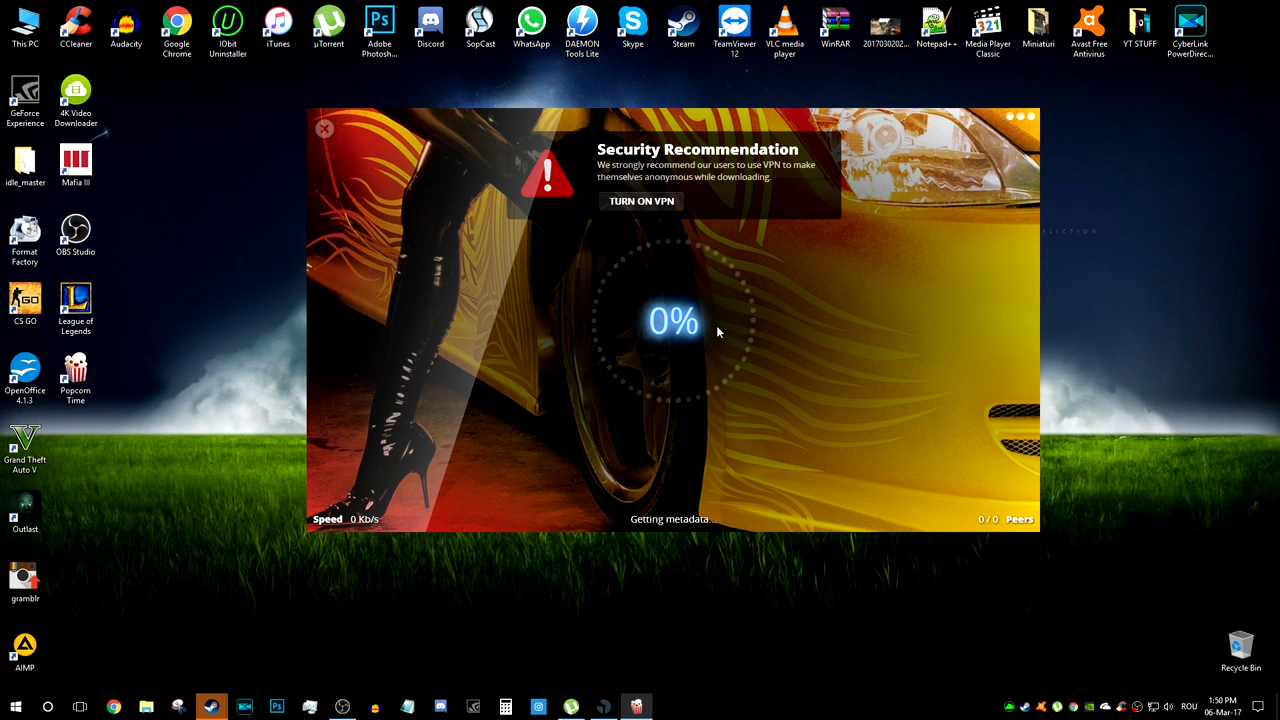 This PC
CCleaner
Audacity
Google
Chrome
IObit
Uninstaller
iTunes
µTorrent
Adobe
Photosh...
Discord
SopCast
WhatsApp
DAEMON
Tools Lite
Skype
Steam
TeamViewer
12
VLC media
player
WinRAR
2017030202...
Notepad++
Media Player
Classic
Miniaturi
Avast Free
Antivirus
YT STUFF
CyberLink
PowerDirec...
GeForce
Experience
4K Video
Downloader
idle_master
Mafia III
Format
Factory
OBS Studio
CS GO
League of
Legends
OpenOffice
4.1.3
Popcorn
Time
Grand Theft
Auto V
Outlast
gramblr
AIMP
Security Recommendation
We strongly recommend our users to use VPN to make
themselves anonymous while downloading.
TURN ON VPN
0%
Speed 0 Kb/s
Getting metadata...
0 / 0 Peers
Recycle Bin
ROU
1:50 PM
06-Mar-17